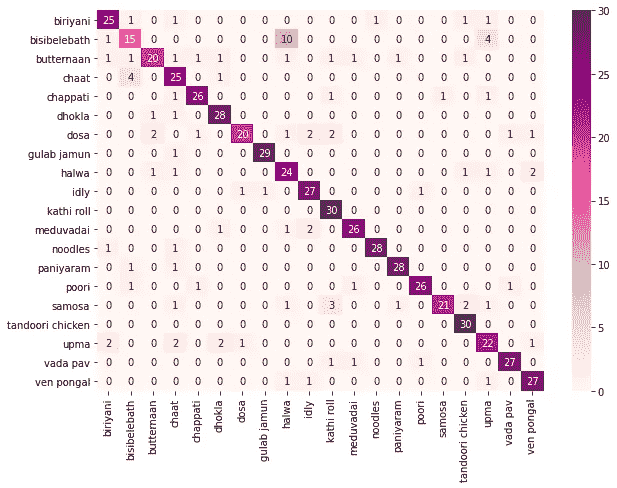 biriyani 25 1 0 1 0 0 0 0 0 0 0 0 1 0 0 0 1 1 0 0
bisibelebath 1 15 0 0 0 0 0 0 10 0 0 0 0 0 0 0 0 4 0 0
butternaan 1 1 20 1 1 1 0 0 1 0 1 1 0 1 0 0 1 0 0 0
chaat 0 4 0 25 0 1 0 0 0 0 0 0 0 0 0 0 0 0 0 0
chappati 0 0 0 1 26 0 0 0 0 0 1 0 0 0 0 1 0 1 0 0
dhokla 0 0 1 1 0 28 0 0 0 0 0 0 0 0 0 0 0 0 0 0
dosa 0 0 2 0 1 0 20 0 1 2 2 0 0 0 0 0 0 0 1 1
gulab jamun 0 0 0 1 0 0 0 29 0 0 0 0 0 0 0 0 0 0 0 0
halwa 0 0 1 1 0 0 0 0 24 0 0 0 0 0 0 0 1 1 0 2
idly 0 0 0 0 0 0 1 1 0 27 0 0 0 0 1 0 0 0 0 0
kathi roll 0 0 0 0 0 0 0 0 0 0 30 0 0 0 0 0 0 0 0 0
meduvadai 0 0 0 0 0 1 0 0 1 2 0 26 0 0 0 0 0 0 0 0
noodles 1 0 0 1 0 0 0 0 0 0 0 0 28 0 0 0 0 0 0 0
paniyaram 0 1 0 1 0 0 0 0 0 0 0 0 0 28 0 0 0 0 0 0
poori 0 1 0 0 1 0 0 0 0 0 0 1 0 0 26 0 0 0 1 0
samosa 0 0 0 1 0 0 0 0 1 0 3 0 0 1 0 21 2 1 0 0
tandoori chicken 0 0 0 0 0 0 0 0 0 0 0 0 0 0 0 0 30 0 0 0
upma 2 0 0 2 0 2 1 0 0 0 0 0 0 0 0 0 0 22 0 1
vada pav 0 0 0 0 0 0 0 0 0 0 1 1 0 0 1 0 0 0 27 0
ven pongal 0 0 0 0 0 0 0 0 1 1 0 0 0 0 0 0 0 1 0 27
biriyani
bisibelebath
butternaan
chaat
chappati
dhokla
dosa
gulab jamun
halwa
idly
kathi roll
meduvadai
noodles
paniyaram
poori
samosa
tandoori chicken
upma
vada pav
ven pongal
30
25
20
15
10
5
0